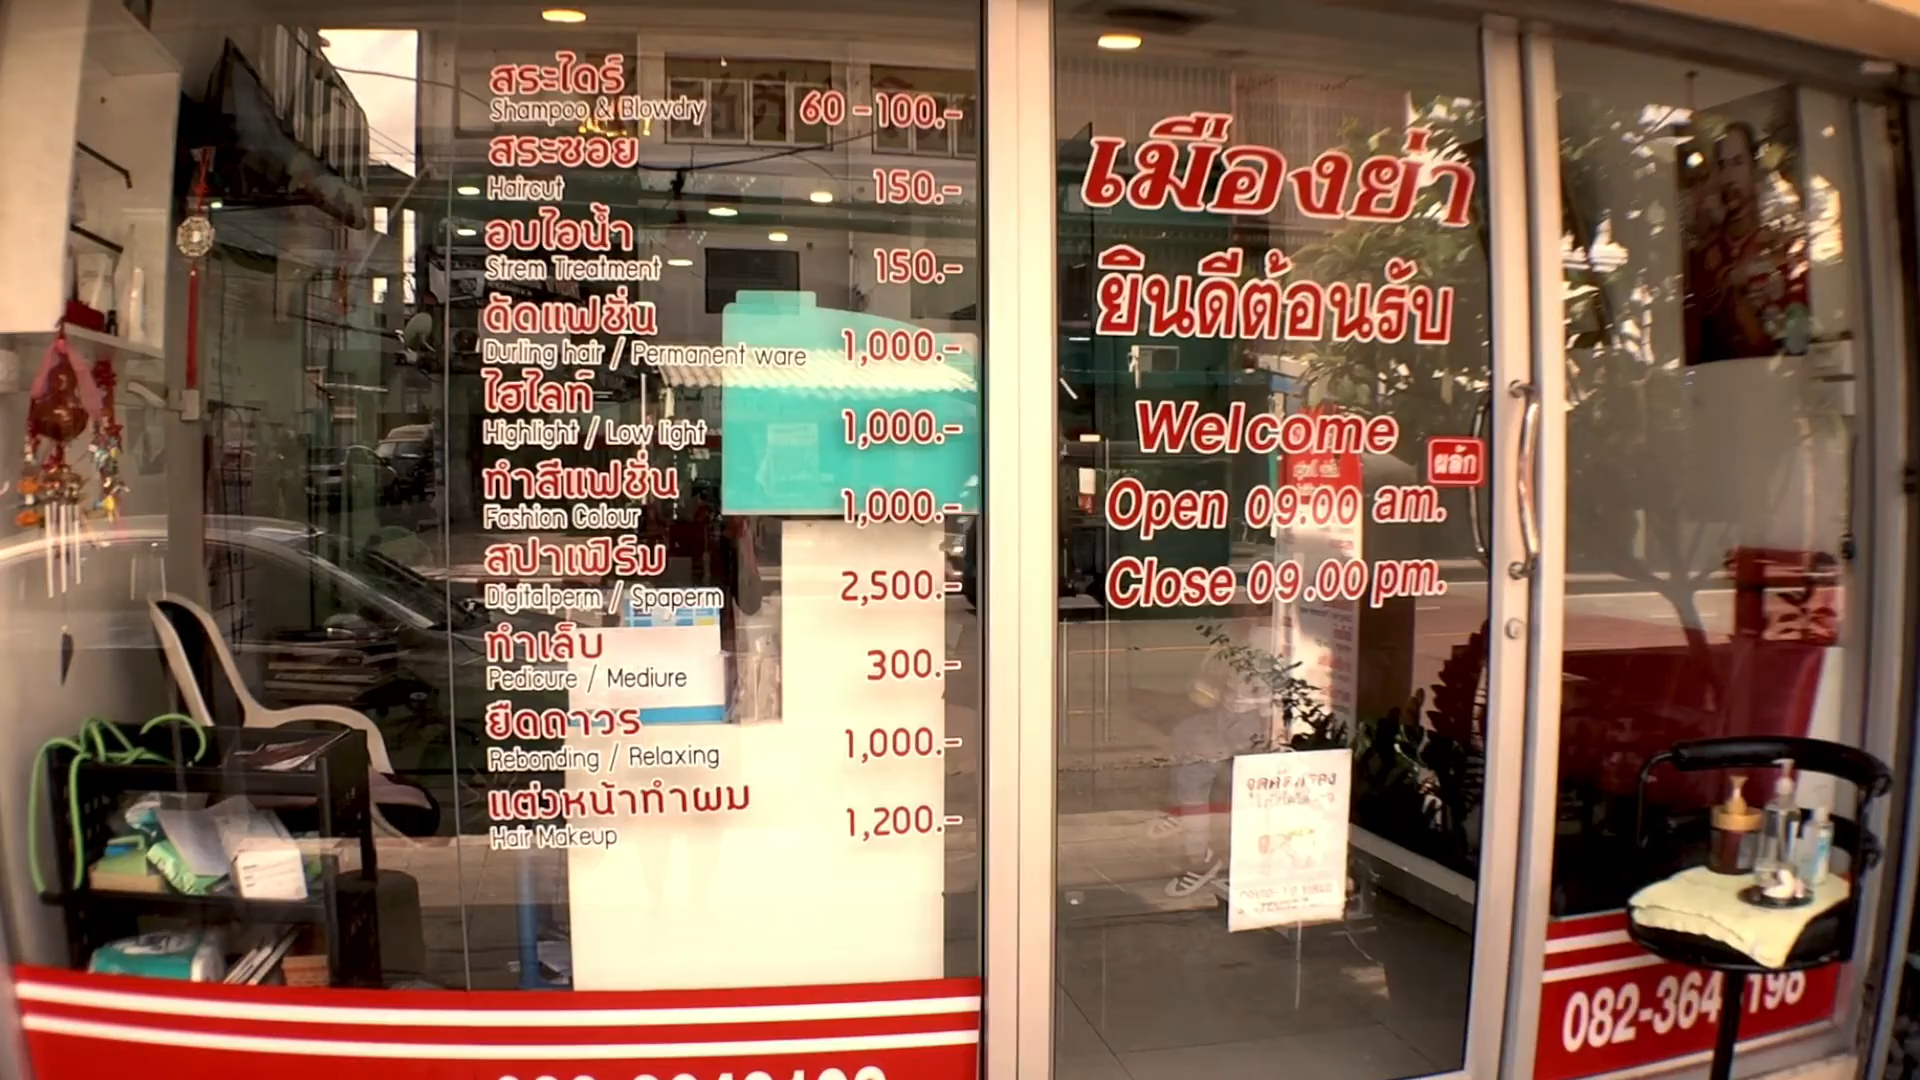 สระไดร์
Shampoo & Blowdry 60-100.-
สระซอย
Haircut 150.-
อบไอน้ำ
Strem Treatment 150.-
ดัดแฟชั่น
Durling hair / Permanent ware 1,000.-
ไฮไลท์
Highlight / Low light 1,000.-
ทำสีแฟชั่น
Fashion Colour 1,000.-
สปาเฟิร์ม
Digitalperm / Spaperm 2,500.-
ทำเล็บ
Pedicure / Mediure 300.-
ยืดถาวร
Rebonding / Relaxing 1,000.-
แต่งหน้าทำผม
Hair Makeup 1,200.-
เมืองย่า
ยินดีต้อนรับ
Welcome
ผลัก
Open 09.00 am.
Close 09.00 pm.